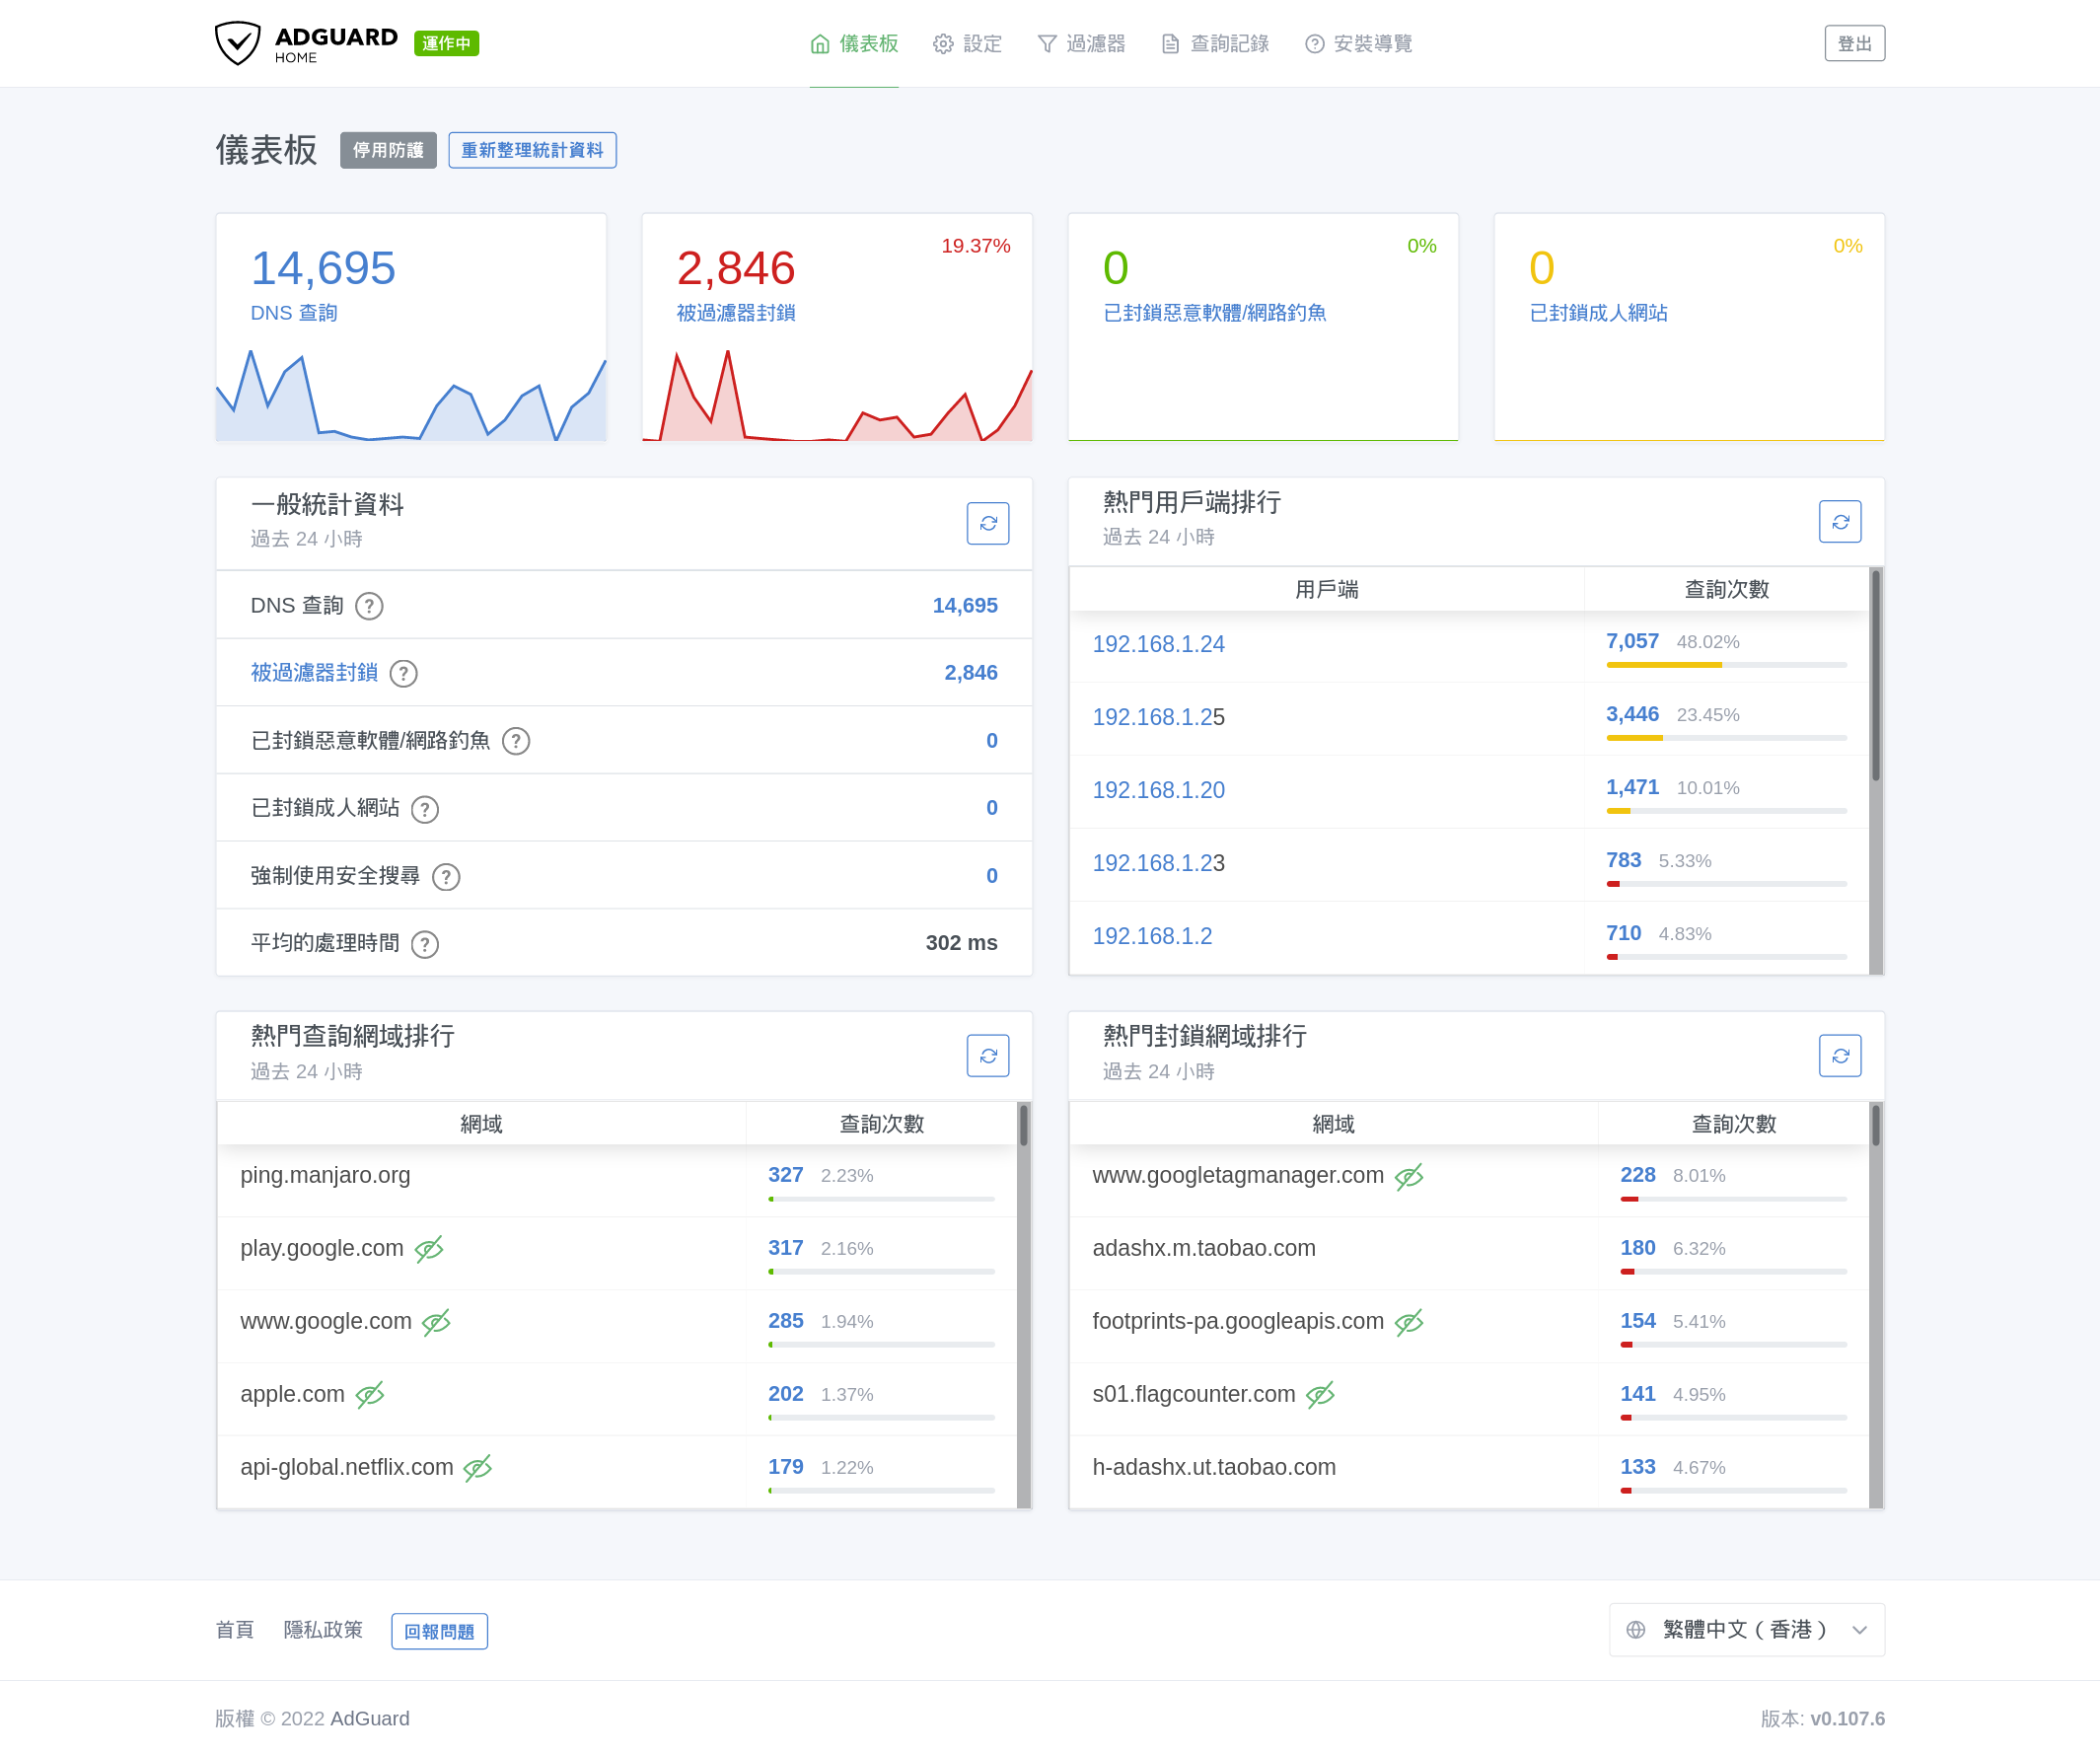 ADGUARD
HOME
運作中
儀表板
設定
過濾器
查詢記錄
安裝導覽
登出
儀表板
停用防護
重新整理統計資料
14,695
DNS 查詢
2,846
19.37%
被過濾器封鎖
0
0%
已封鎖惡意軟體/網路釣魚
0
0%
已封鎖成人網站
一般統計資料
過去 24 小時
DNS 查詢
14,695
被過濾器封鎖
2,846
已封鎖惡意軟體/網路釣魚
0
已封鎖成人網站
0
強制使用安全搜尋
0
平均的處理時間
302 ms
熱門用戶端排行
過去 24 小時
用戶端
查詢次數
192.168.1.24
7,057 48.02%
192.168.1.25
3,446 23.45%
192.168.1.20
1,471 10.01%
192.168.1.23
783 5.33%
192.168.1.2
710 4.83%
熱門查詢網域排行
過去 24 小時
網域
查詢次數
ping.manjaro.org
327 2.23%
play.google.com
317 2.16%
www.google.com
285 1.94%
apple.com
202 1.37%
api-global.netflix.com
179 1.22%
熱門封鎖網域排行
過去 24 小時
網域
查詢次數
www.googletagmanager.com
228 8.01%
adashx.m.taobao.com
180 6.32%
footprints-pa.googleapis.com
154 5.41%
s01.flagcounter.com
141 4.95%
h-adashx.ut.taobao.com
133 4.67%
首頁
隱私政策
回報問題
繁體中文（香港）
版權 © 2022 AdGuard
版本: v0.107.6